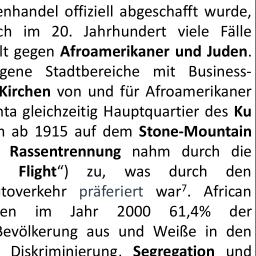 enhandel offiziell abgeschafft wurde,
ch im 20. Jahrhundert viele Fälle
lt gegen Afroamerikaner und Juden.
gene Stadtbereiche mit Business-
Kirchen von und für Afroamerikaner
nta gleichzeitig Hauptquartier des Ku
n ab 1915 auf dem Stone-Mountain
Rassentrennung nahm durch die
Flight“) zu, was durch den
utoverkehr präferiert war⁷. African
en im Jahr 2000 61,4% der
Bevölkerung aus und Weiße in den
Diskriminierung, Segregation und